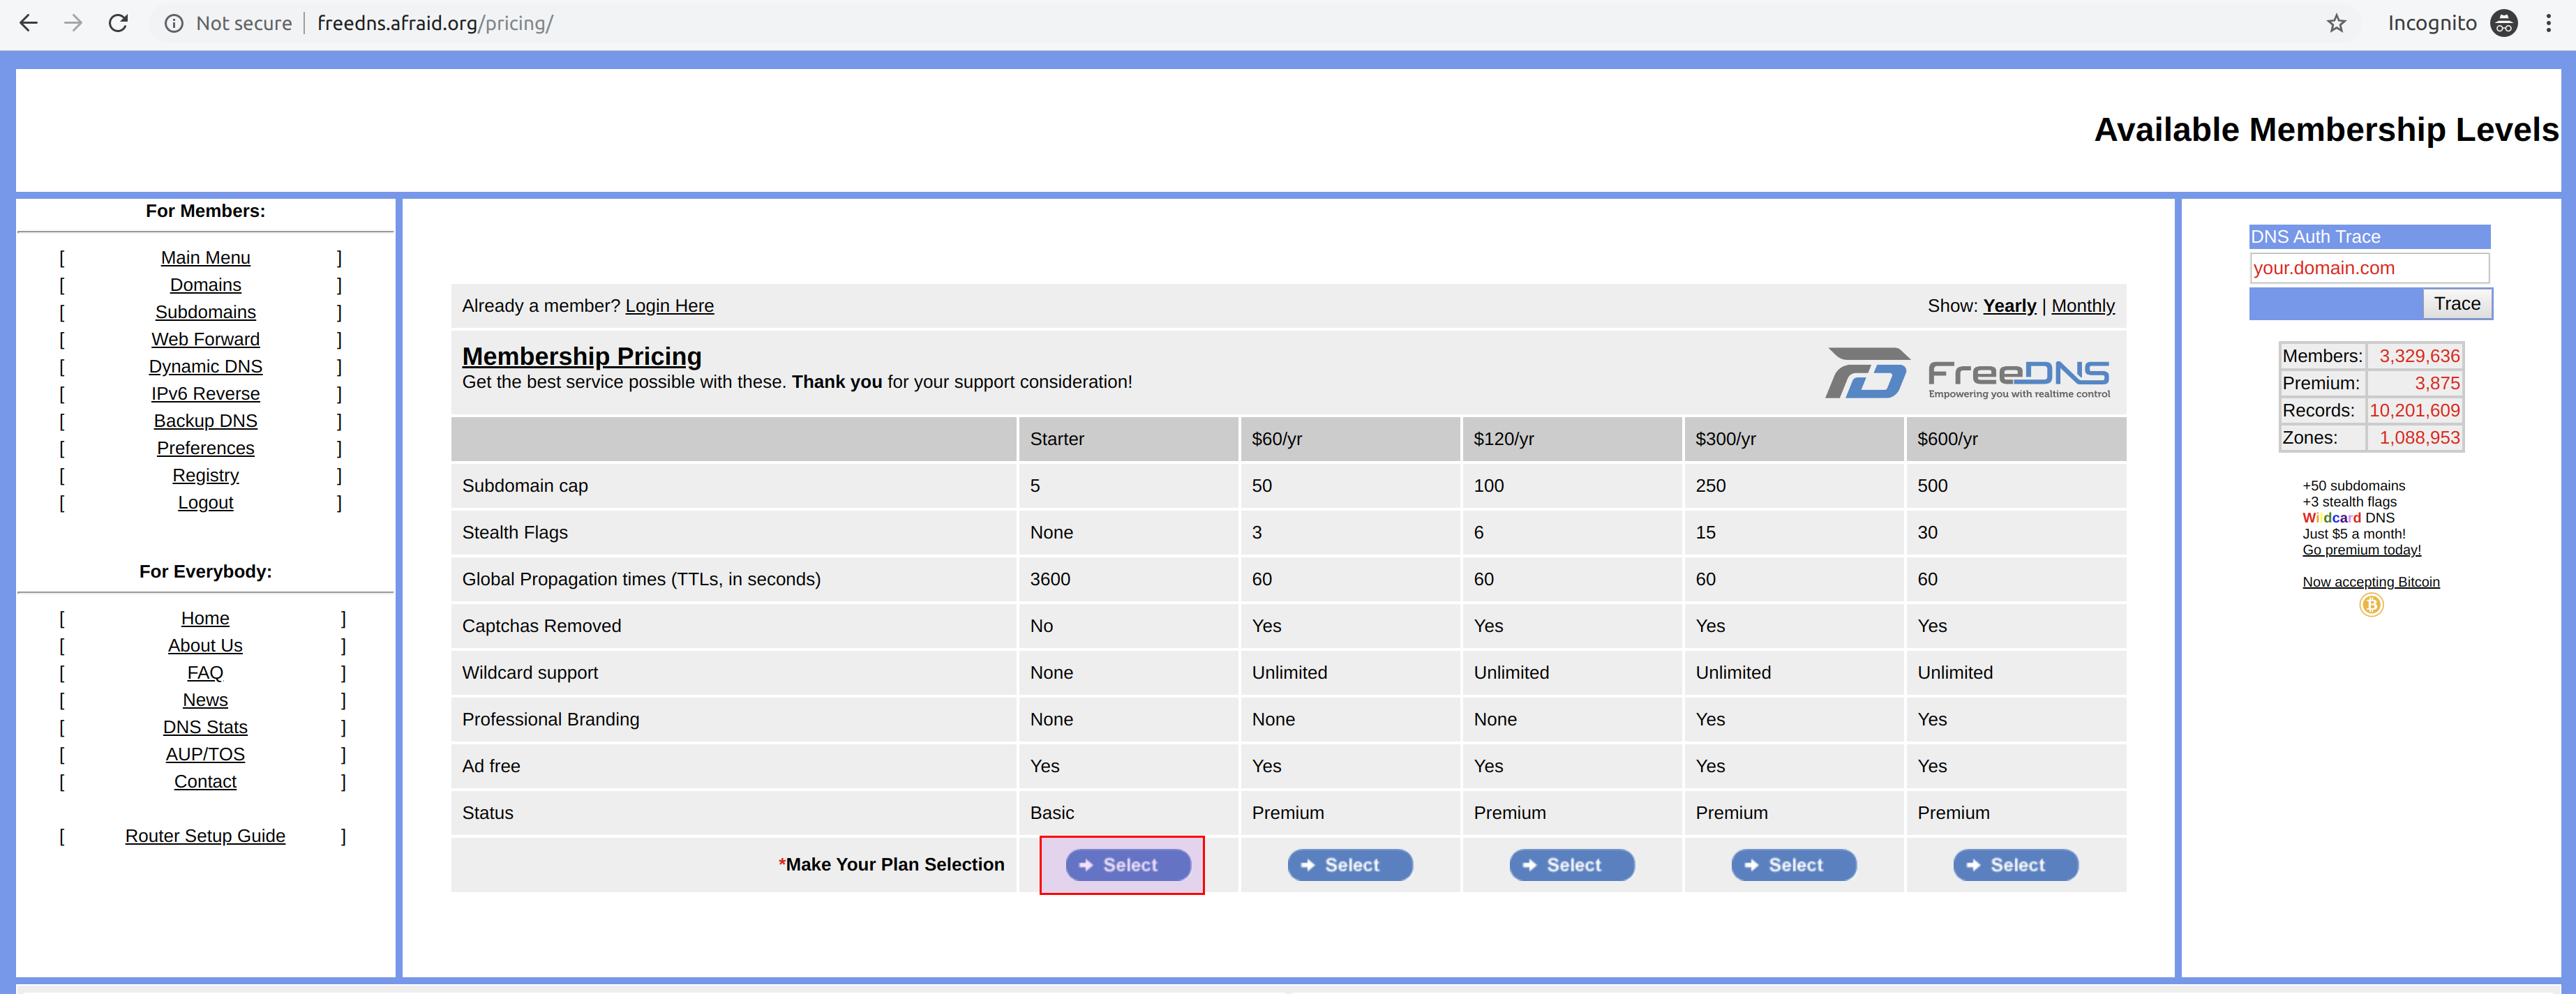 Not secure | freedns.afraid.org/pricing/ Incognito
Available Membership Levels
For Members:
[ Main Menu ]
[ Domains ]
[ Subdomains ]
[ Web Forward ]
[ Dynamic DNS ]
[ IPv6 Reverse ]
[ Backup DNS ]
[ Preferences ]
[ Registry ]
[ Logout ]
For Everybody:
[ Home ]
[ About Us ]
[ FAQ ]
[ News ]
[ DNS Stats ]
[ AUP/TOS ]
[ Contact ]
[ Router Setup Guide ]
Already a member? Login Here Show: Yearly | Monthly
Membership Pricing
Get the best service possible with these. Thank you for your support consideration!
FreeDNS
Empowering you with realtime control
Starter $60/yr $120/yr $300/yr $600/yr
Subdomain cap 5 50 100 250 500
Stealth Flags None 3 6 15 30
Global Propagation times (TTLs, in seconds) 3600 60 60 60 60
Captchas Removed No Yes Yes Yes Yes
Wildcard support None Unlimited Unlimited Unlimited Unlimited
Professional Branding None None None Yes Yes
Ad free Yes Yes Yes Yes Yes
Status Basic Premium Premium Premium Premium
*Make Your Plan Selection Select Select Select Select Select
DNS Auth Trace
your.domain.com
Trace
Members: 3,329,636
Premium: 3,875
Records: 10,201,609
Zones: 1,088,953
+50 subdomains
+3 stealth flags
Wildcard DNS
Just $5 a month!
Go premium today!
Now accepting Bitcoin